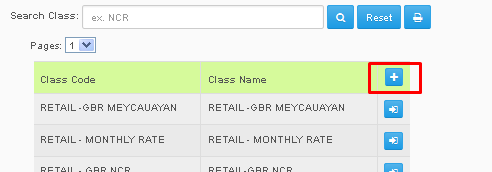 Search Class: ex. NCR Reset
Pages: 1
Class Code Class Name
RETAIL-GBR MEYCAUAYAN RETAIL-GBR MEYCAUAYAN
RETAIL - MONTHLY RATE RETAIL - MONTHLY RATE
RETAIL-GBR NCR RETAIL-GBR NCR